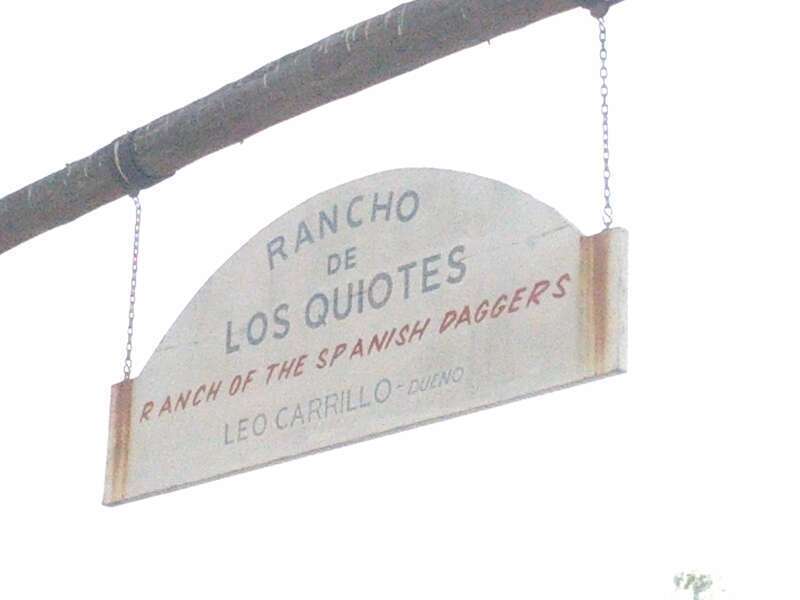 RANCHO
DE
LOS QUIOTES
RANCH OF THE SPANISH DAGGERS
LEO CARRILLO - DUENO